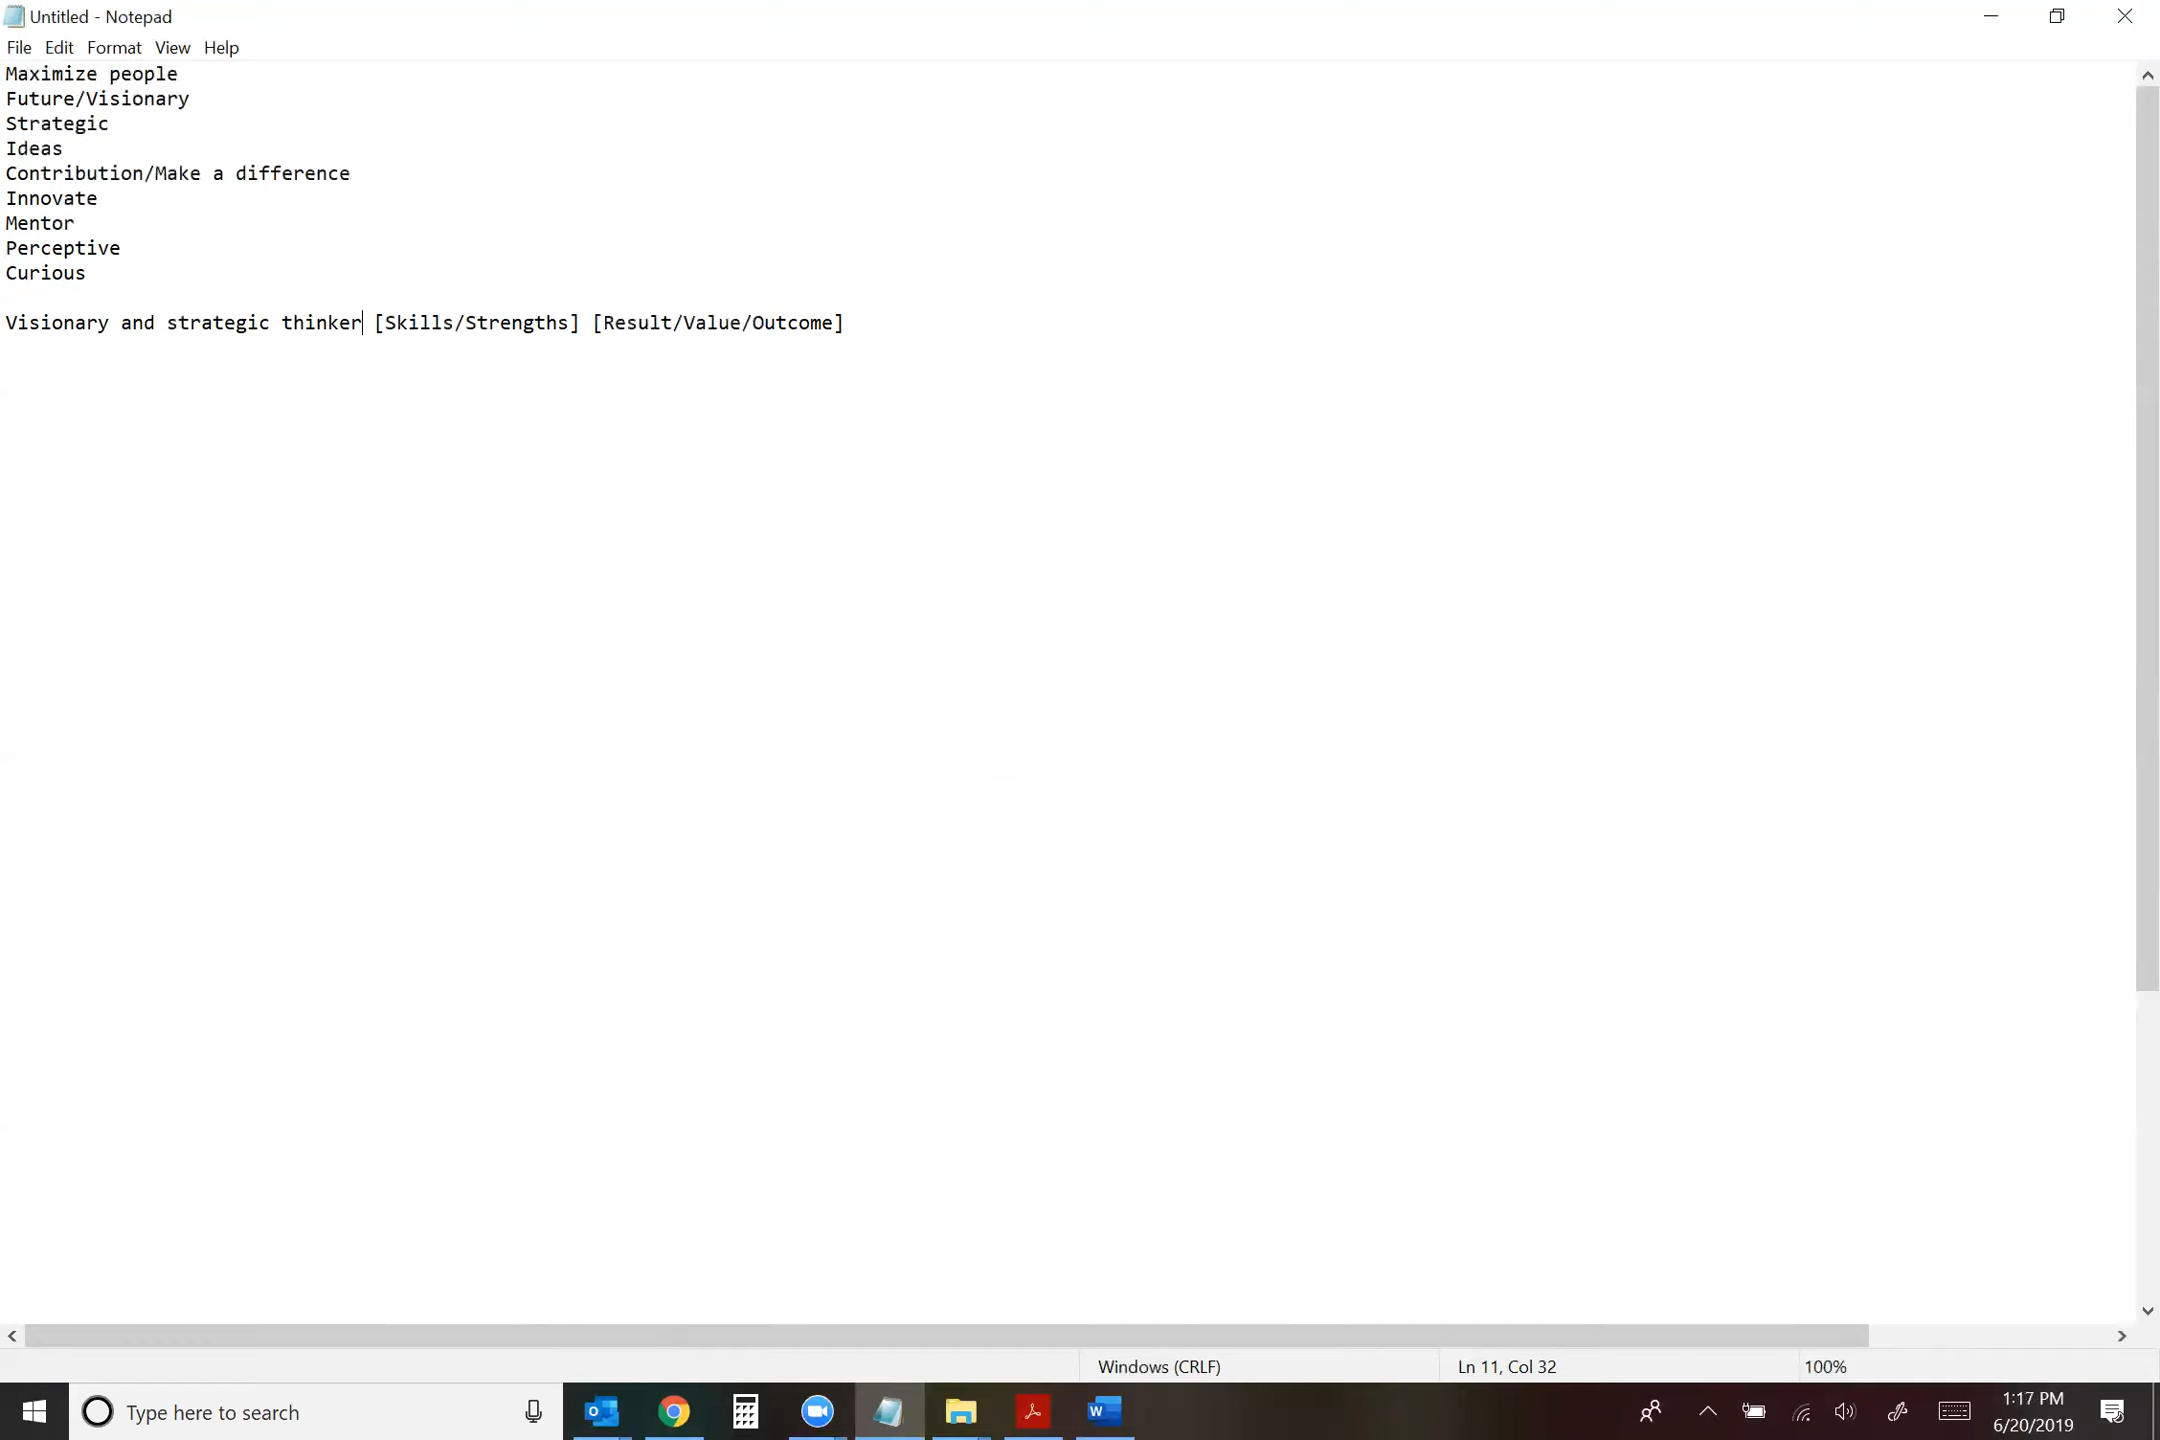 Untitled - Notepad
File Edit Format View Help
Maximize people
Future/Visionary
Strategic
Ideas
Contribution/Make a difference
Innovate
Mentor
Perceptive
Curious
Visionary and strategic thinker [Skills/Strengths] [Result/Value/Outcome]
Windows (CRLF) Ln 11, Col 32 100%
Type here to search
1:17 PM
6/20/2019